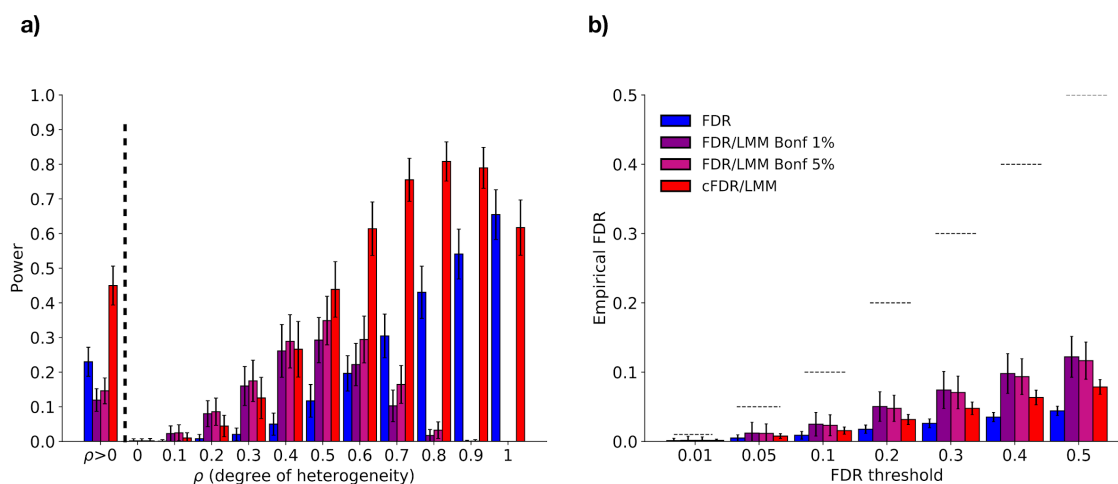 a)
Power
1.0
0.9
0.8
0.7
0.6
0.5
0.4
0.3
0.2
0.1
0.0
ρ>0 0 0.1 0.2 0.3 0.4 0.5 0.6 0.7 0.8 0.9 1
ρ (degree of heterogeneity)
b)
Empirical FDR
0.5
0.4
0.3
0.2
0.1
0.0
FDR
FDR/LMM Bonf 1%
FDR/LMM Bonf 5%
cFDR/LMM
0.01 0.05 0.1 0.2 0.3 0.4 0.5
FDR threshold